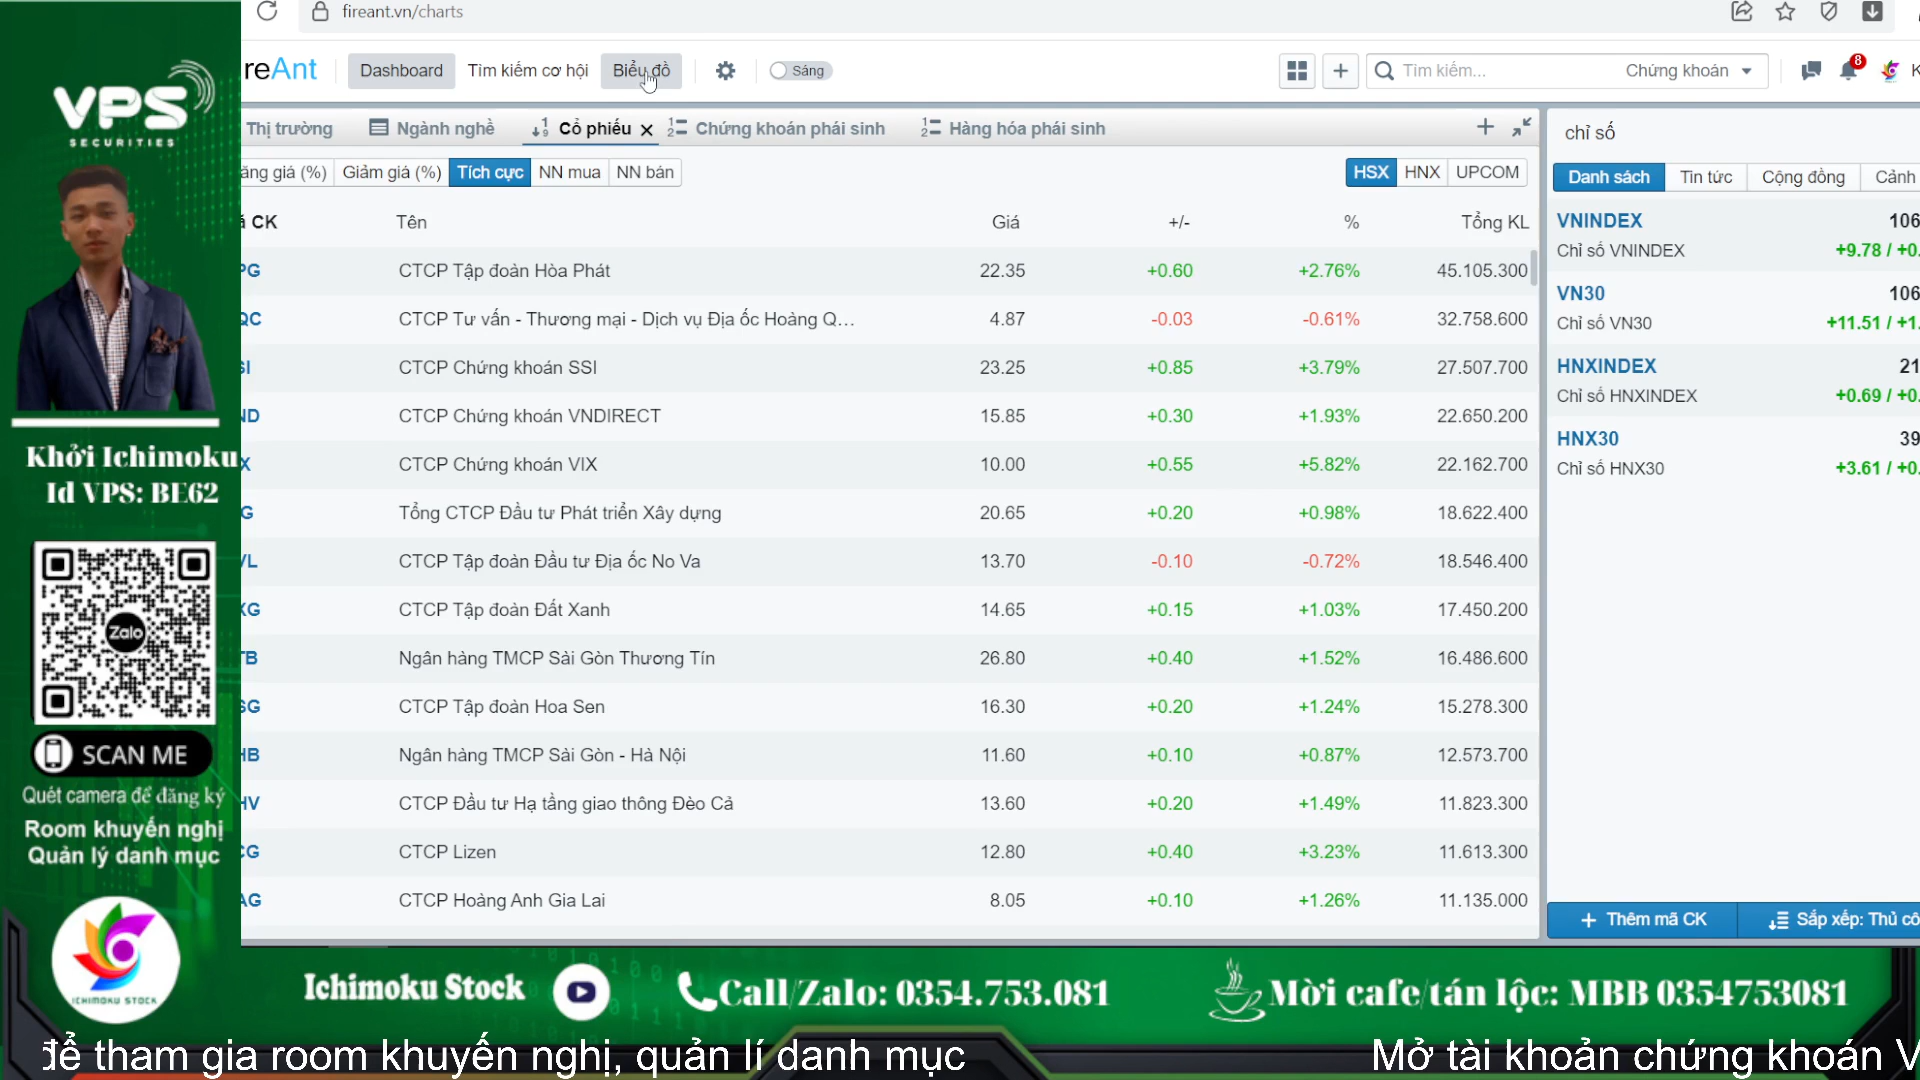 fireant.vn/charts
VPS
SECURITIES
reAnt
Dashboard
Tìm kiếm cơ hội
Biểu đồ
Sáng
Tìm kiếm...
Chứng khoán
8
K
Thị trường
Ngành nghề
Cổ phiếu
Chứng khoán phái sinh
Hàng hóa phái sinh
ăng giá (%)
Giảm giá (%)
Tích cực
NN mua
NN bán
HSX
HNX
UPCOM
CK Tên Giá +/- % Tổng KL
PG CTCP Tập đoàn Hòa Phát 22.35 +0.60 +2.76% 45.105.300
QC CTCP Tư vấn - Thương mại - Dịch vụ Địa ốc Hoàng Q... 4.87 -0.03 -0.61% 32.758.600
SI CTCP Chứng khoán SSI 23.25 +0.85 +3.79% 27.507.700
ND CTCP Chứng khoán VNDIRECT 15.85 +0.30 +1.93% 22.650.200
X CTCP Chứng khoán VIX 10.00 +0.55 +5.82% 22.162.700
G Tổng CTCP Đầu tư Phát triển Xây dựng 20.65 +0.20 +0.98% 18.622.400
VL CTCP Tập đoàn Đầu tư Địa ốc No Va 13.70 -0.10 -0.72% 18.546.400
XG CTCP Tập đoàn Đất Xanh 14.65 +0.15 +1.03% 17.450.200
TB Ngân hàng TMCP Sài Gòn Thương Tín 26.80 +0.40 +1.52% 16.486.600
SG CTCP Tập đoàn Hoa Sen 16.30 +0.20 +1.24% 15.278.300
HB Ngân hàng TMCP Sài Gòn - Hà Nội 11.60 +0.10 +0.87% 12.573.700
HV CTCP Đầu tư Hạ tầng giao thông Đèo Cả 13.60 +0.20 +1.49% 11.823.300
CG CTCP Lizen 12.80 +0.40 +3.23% 11.613.300
AG CTCP Hoàng Anh Gia Lai 8.05 +0.10 +1.26% 11.135.000
chỉ số
Danh sách
Tin tức
Cộng đồng
Cảnh
VNINDEX 106
Chỉ số VNINDEX +9.78 / +0.
VN30 106
Chỉ số VN30 +11.51 / +1.
HNXINDEX 21
Chỉ số HNXINDEX +0.69 / +0.
HNX30 39
Chỉ số HNX30 +3.61 / +0.
Thêm mã CK
Sắp xếp: Thủ cô
Khởi Ichimoku
Id VPS: BE62
Zalo
SCAN ME
Quét camera để đăng ký
Room khuyến nghị
Quản lý danh mục
ICHIMOKU STOCK
Ichimoku Stock
Call/Zalo: 0354.753.081
Mời cafe/tán lộc: MBB 0354753081
để tham gia room khuyến nghị, quản lí danh mục
Mở tài khoản chứng khoán V